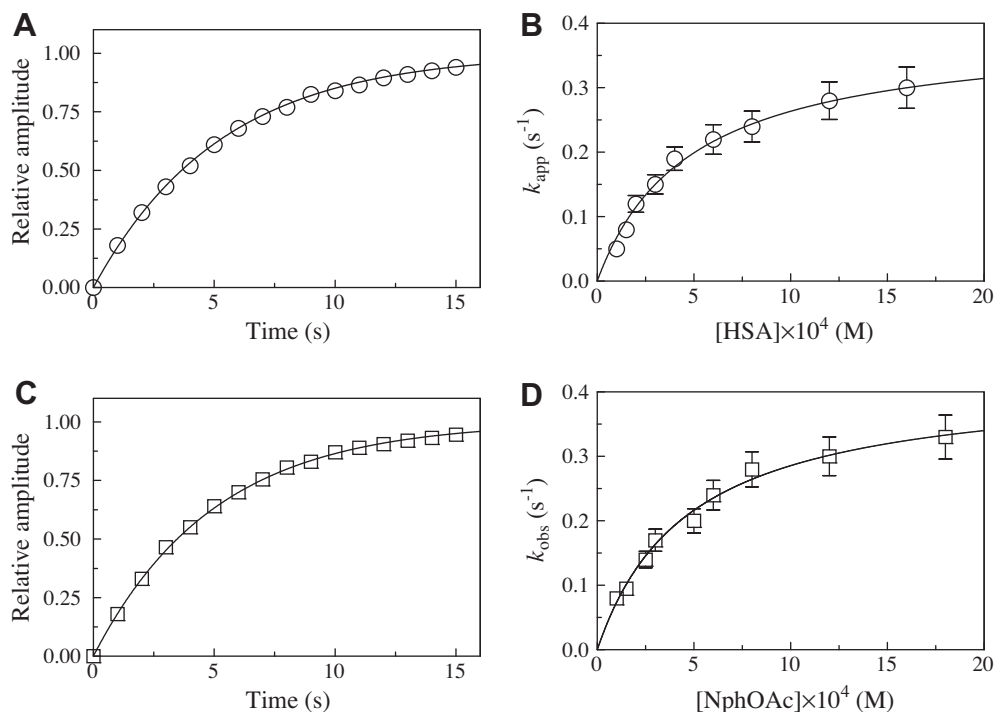 A
Relative amplitude
1.00
0.75
0.50
0.25
0.00
0 5 10 15
Time (s)
B
k_app (s⁻¹)
0.4
0.3
0.2
0.1
0.0
0 5 10 15 20
[HSA]×10⁴ (M)
C
Relative amplitude
1.00
0.75
0.50
0.25
0.00
0 5 10 15
Time (s)
D
k_obs (s⁻¹)
0.4
0.3
0.2
0.1
0.0
0 5 10 15 20
[NphOAc]×10⁴ (M)